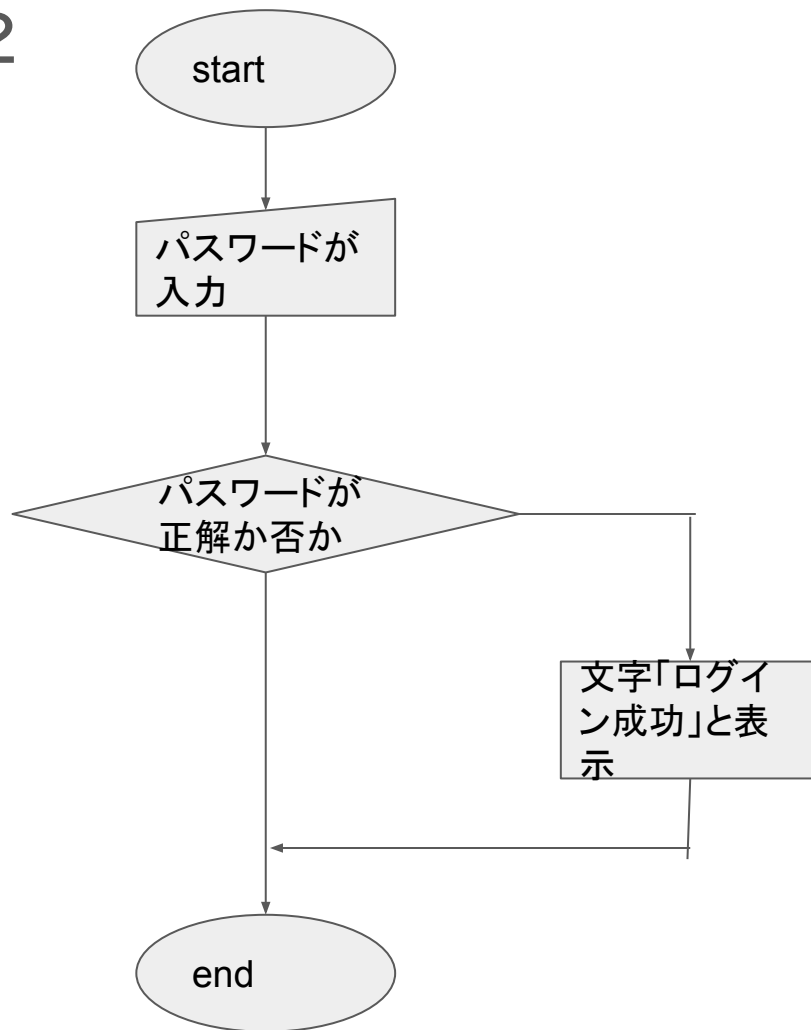 2
start
パスワードが
入力
パスワードが
正解か否か
文字「ログイ
ン成功」と表
示
end